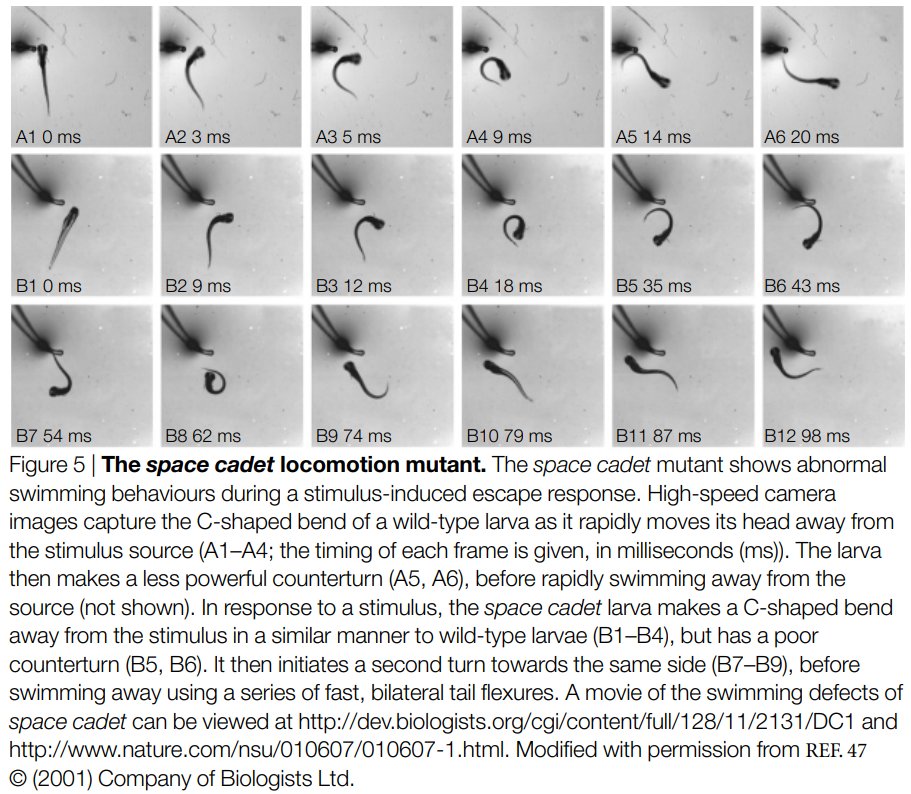 A1 0 ms
A2 3 ms
A3 5 ms
A4 9 ms
A5 14 ms
A6 20 ms
B1 0 ms
B2 9 ms
B3 12 ms
B4 18 ms
B5 35 ms
B6 43 ms
B7 54 ms
B8 62 ms
B9 74 ms
B10 79 ms
B11 87 ms
B12 98 ms
Figure 5 | The space cadet locomotion mutant. The space cadet mutant shows abnormal
swimming behaviours during a stimulus-induced escape response. High-speed camera
images capture the C-shaped bend of a wild-type larva as it rapidly moves its head away from
the stimulus source (A1–A4; the timing of each frame is given, in milliseconds (ms)). The larva
then makes a less powerful counterturn (A5, A6), before rapidly swimming away from the
source (not shown). In response to a stimulus, the space cadet larva makes a C-shaped bend
away from the stimulus in a similar manner to wild-type larvae (B1–B4), but has a poor
counterturn (B5, B6). It then initiates a second turn towards the same side (B7–B9), before
swimming away using a series of fast, bilateral tail flexures. A movie of the swimming defects of
space cadet can be viewed at http://dev.biologists.org/cgi/content/full/128/11/2131/DC1 and
http://www.nature.com/nsu/010607/010607-1.html. Modified with permission from REF. 47
© (2001) Company of Biologists Ltd.